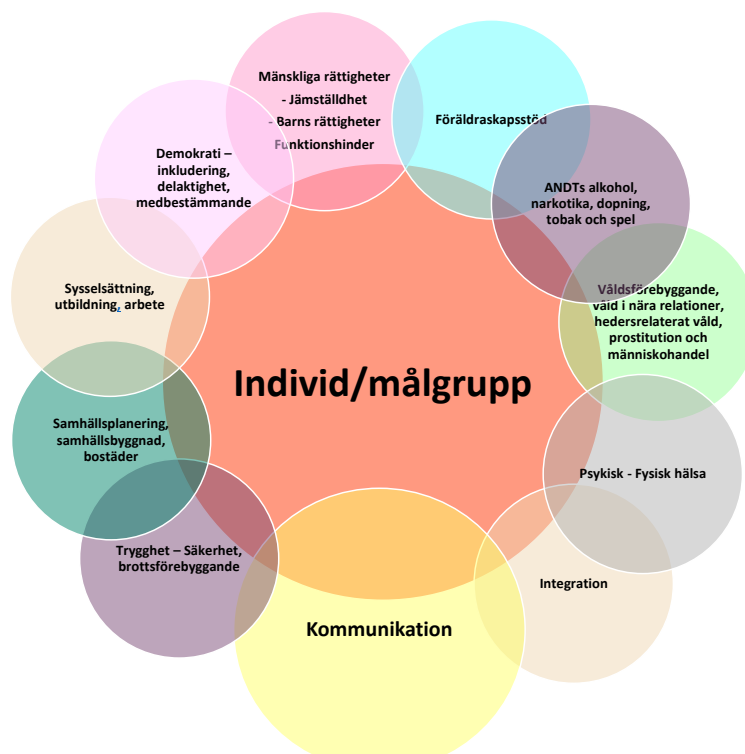 Mänskliga rättigheter
- Jämställdhet
- Barns rättigheter
Funktionshinder
Föräldraskapsstöd
Demokrati –
inkludering,
delaktighet,
medbestämmande
ANDTs alkohol,
narkotika, dopning,
tobak och spel
Sysselsättning,
utbildning, arbete
Våldsförebyggande,
våld i nära relationer,
hedersrelaterat våld,
prostitution och
människohandel
Individ/målgrupp
Samhällsplanering,
samhällsbyggnad,
bostäder
Psykisk - Fysisk hälsa
Trygghet – Säkerhet,
brottsförebyggande
Integration
Kommunikation